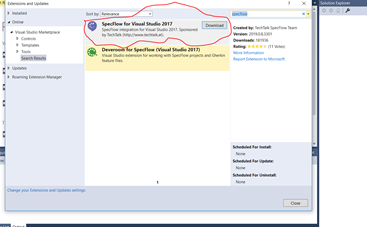 Extensions and Updates
Solution Explorer
Installed
Sort by: Relevance
specflow
Online
SpecFlow for Visual Studio 2017
Download
SpecFlow integration for Visual Studio 2017. Sponsored
by TechTalk (http://www.techtalk.at).
Created by: TechTalk SpecFlow Team
Visual Studio Marketplace
Controls
Templates
Tools
Search Results
Deveroom for SpecFlow (Visual Studio 2017)
Visual Studio extension for working with SpecFlow projects and Gherkin
feature files.
Downloads:
Rating: (11 Votes)
More Information
Report Extension to Microsoft
Updates
Roaming Extension Manager
Scheduled For Install:
None
Scheduled For Update:
None
Scheduled For Uninstall:
None
1
Change your Extensions and Updates settings
Close
Output